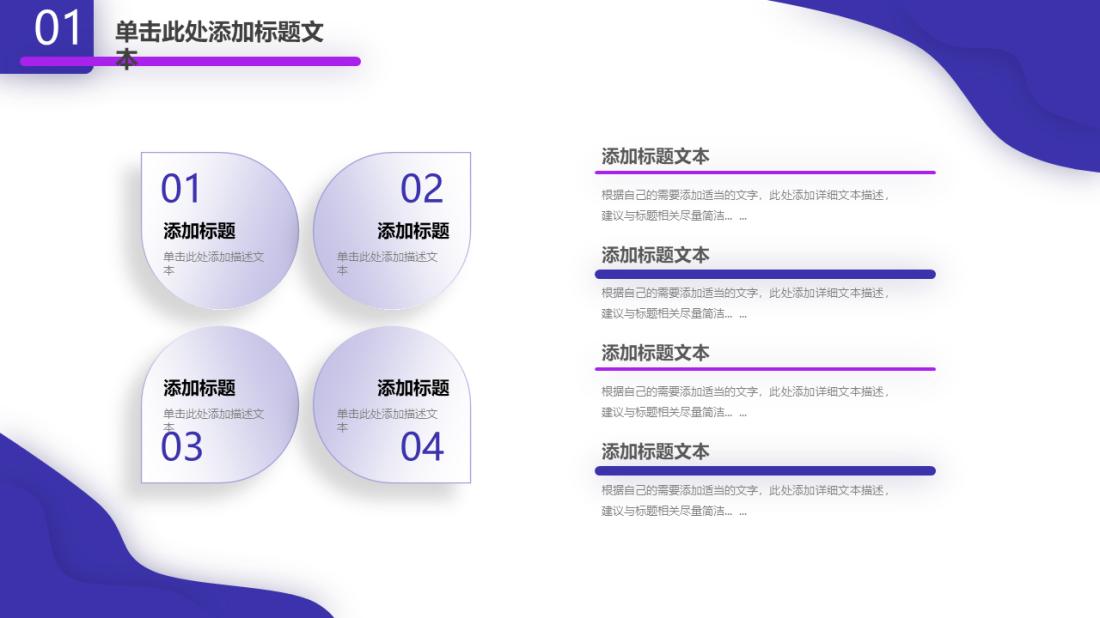 01
单击此处添加标题文
本
01
添加标题
单击此处添加描述文
本
02
添加标题
单击此处添加描述文
本
添加标题
单击此处添加描述文
本
03
添加标题
单击此处添加描述文
本
04
添加标题文本
根据自己的需要添加适当的文字，此处添加详细文本描述，
建议与标题相关尽量简洁... ...
添加标题文本
根据自己的需要添加适当的文字，此处添加详细文本描述，
建议与标题相关尽量简洁... ...
添加标题文本
根据自己的需要添加适当的文字，此处添加详细文本描述，
建议与标题相关尽量简洁... ...
添加标题文本
根据自己的需要添加适当的文字，此处添加详细文本描述，
建议与标题相关尽量简洁... ...